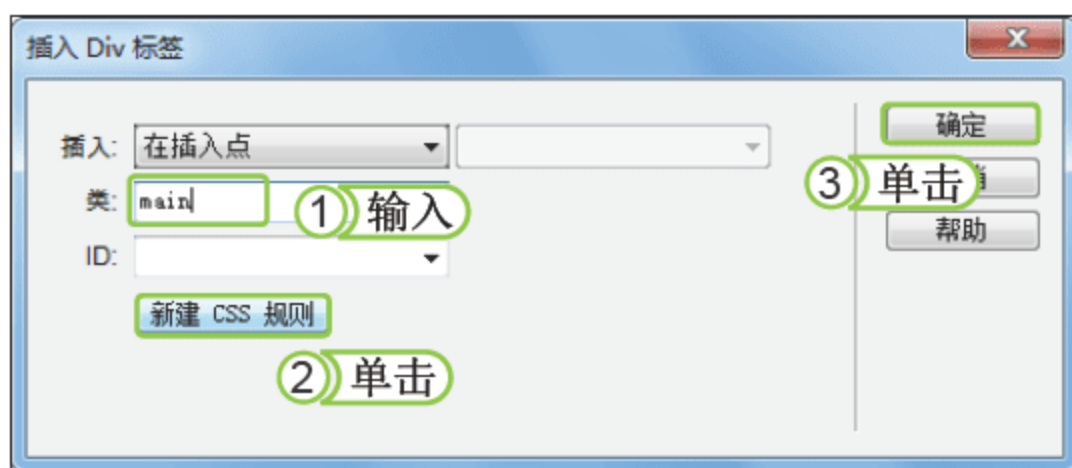 插入 Div 标签
插入: 在插入点
确定
类: main
① 输入
③ 单击
ID:
帮助
新建 CSS 规则
② 单击